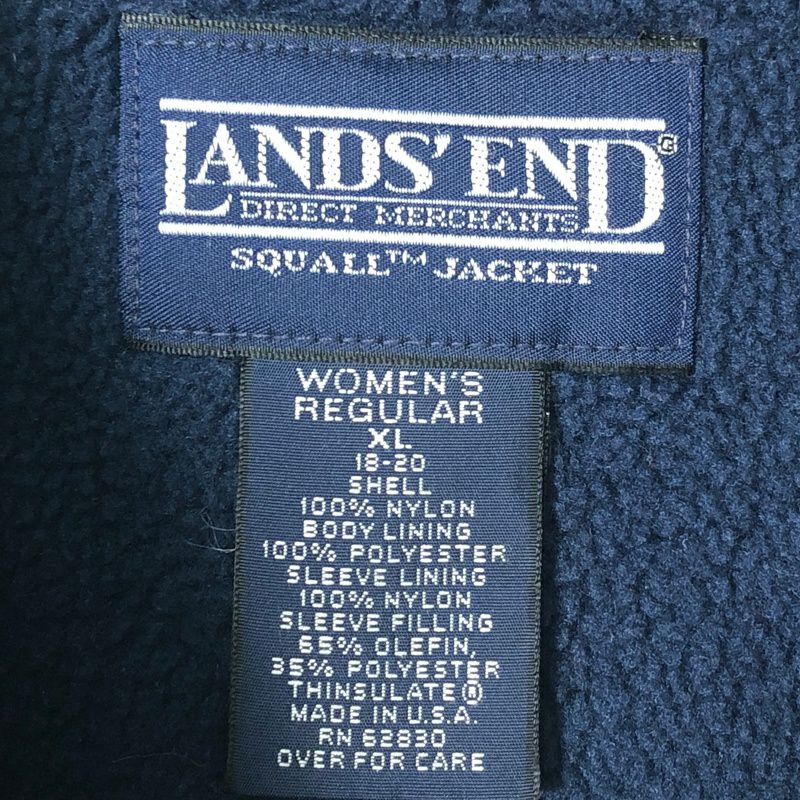 LANDS' END®
DIRECT MERCHANTS
SQUALL™ JACKET
WOMEN'S
REGULAR
XL
18-20
SHELL
100% NYLON
BODY LINING
100% POLYESTER
SLEEVE LINING
100% NYLON
SLEEVE FILLING
65% OLEFIN,
35% POLYESTER
THINSULATE®
MADE IN U.S.A.
RN 62830
OVER FOR CARE